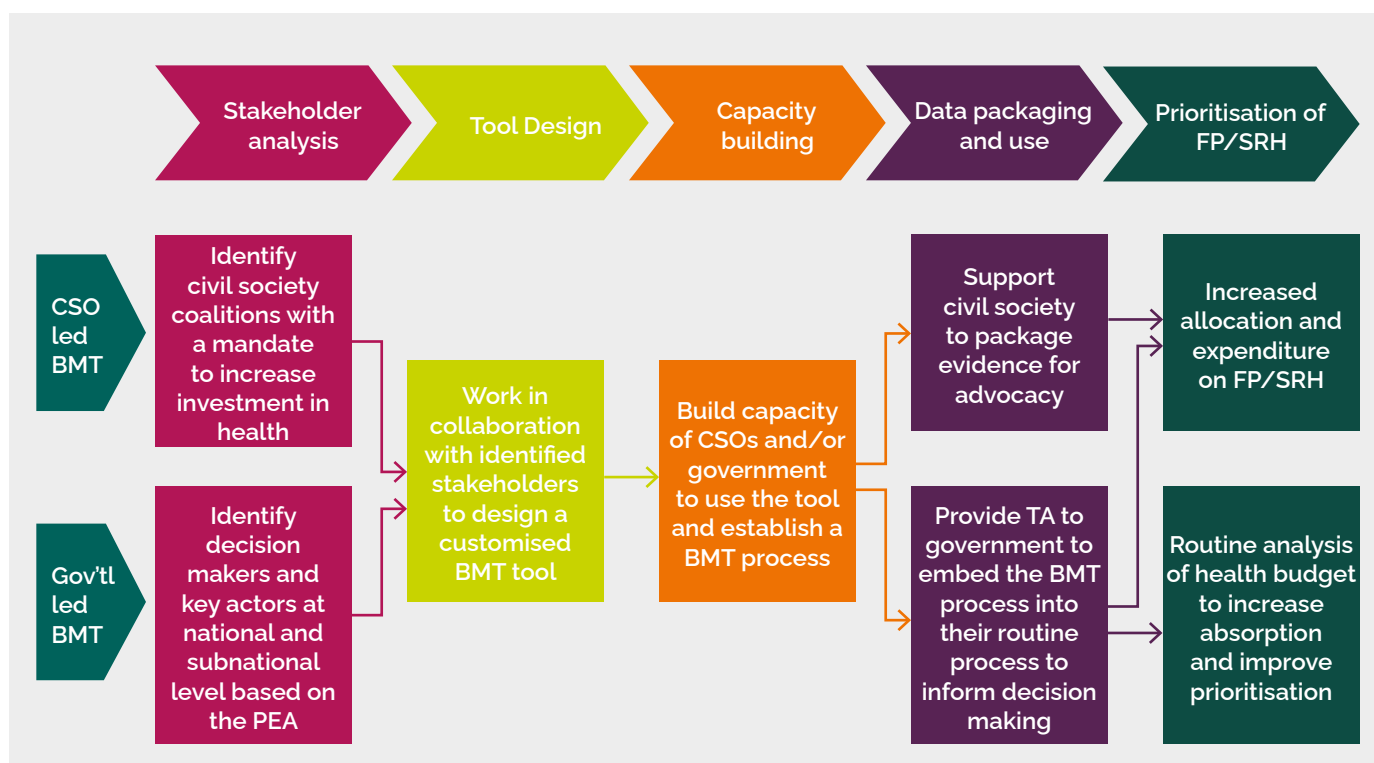 Stakeholder
analysis
Tool Design
Capacity
building
Data packaging
and use
Prioritisation of
FP/SRH
CSO
led
BMT
Identify
civil society
coalitions with
a mandate
to increase
investment in
health
Gov'tl
led
BMT
Identify
decision
makers and
key actors at
national and
subnational
level based on
the PEA
Work in
collaboration
with identified
stakeholders
to design a
customised
BMT tool
Build capacity
of CSOs and/or
government
to use the tool
and establish a
BMT process
Support
civil society
to package
evidence for
advocacy
Provide TA to
government to
embed the BMT
process into
their routine
process to
inform decision
making
Increased
allocation and
expenditure
on FP/SRH
Routine analysis
of health budget
to increase
absorption
and improve
prioritisation